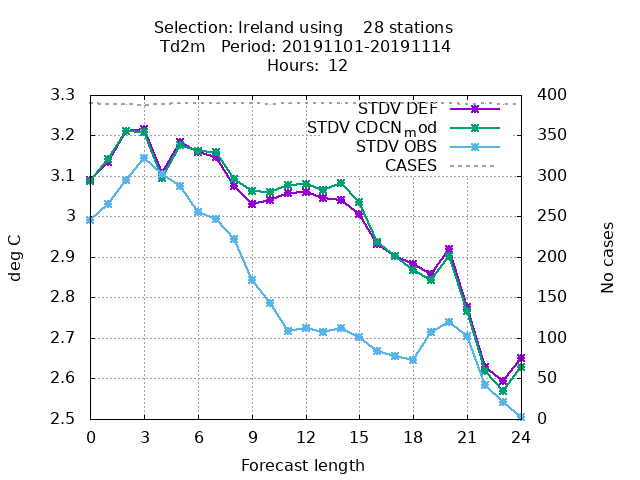 Selection: Ireland using    28 stations
Td2m   Period: 20191101-20191114
Hours: 12
STDV DEF
STDV CDCNmod
STDV OBS
CASES
3.3
3.2
3.1
3
2.9
2.8
2.7
2.6
2.5
deg C
400
350
300
250
200
150
100
50
0
No cases
0 3 6 9 12 15 18 21 24
Forecast length